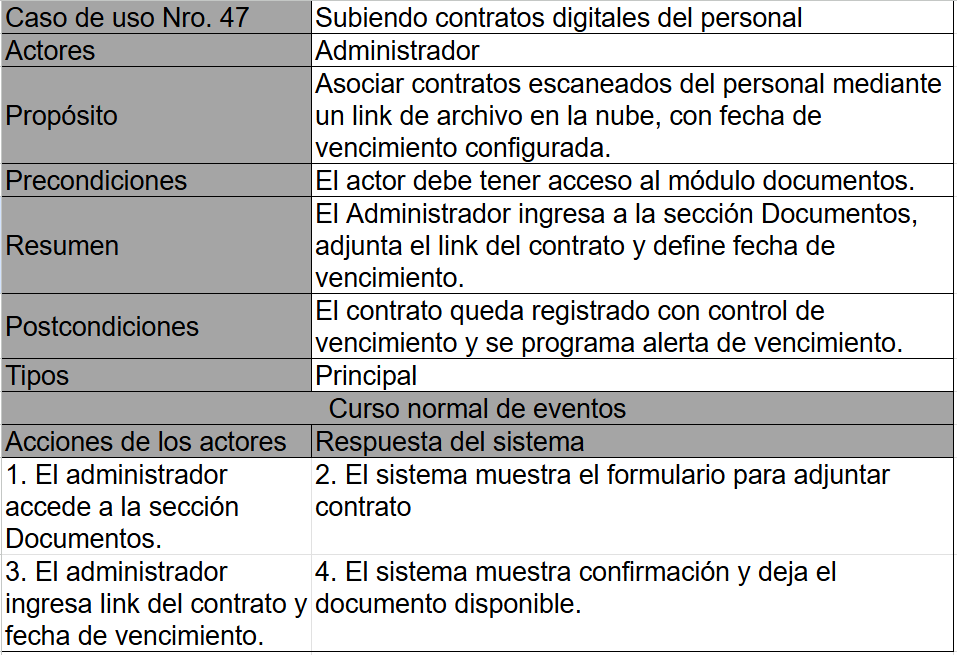 Caso de uso Nro. 47
Subiendo contratos digitales del personal
Actores
Administrador
Propósito
Asociar contratos escaneados del personal mediante
un link de archivo en la nube, con fecha de
vencimiento configurada.
Precondiciones
El actor debe tener acceso al módulo documentos.
Resumen
El Administrador ingresa a la sección Documentos,
adjunta el link del contrato y define fecha de
vencimiento.
Postcondiciones
El contrato queda registrado con control de
vencimiento y se programa alerta de vencimiento.
Tipos
Principal
Curso normal de eventos
Acciones de los actores
Respuesta del sistema
1. El administrador
accede a la sección
Documentos.
2. El sistema muestra el formulario para adjuntar
contrato
3. El administrador
ingresa link del contrato y
fecha de vencimiento.
4. El sistema muestra confirmación y deja el
documento disponible.